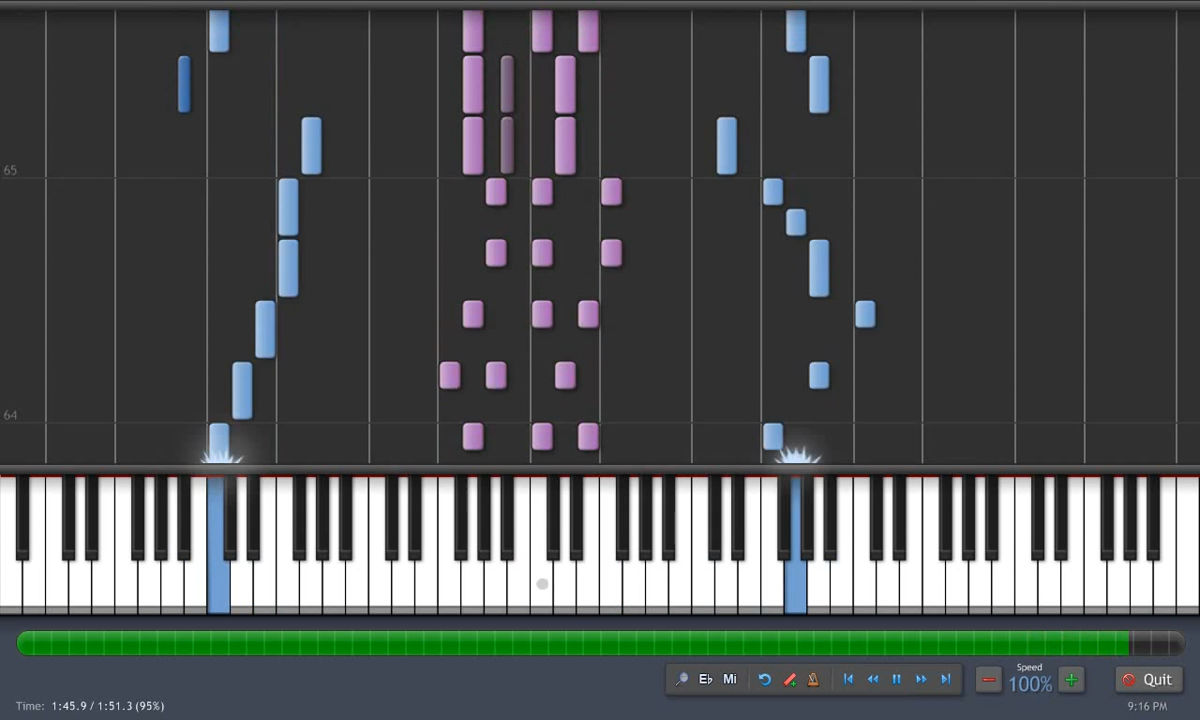 65
64
E♭ Mi
Speed
100%
Quit
Time: 1:45.9 / 1:51.3 (95%)
9:16 PM